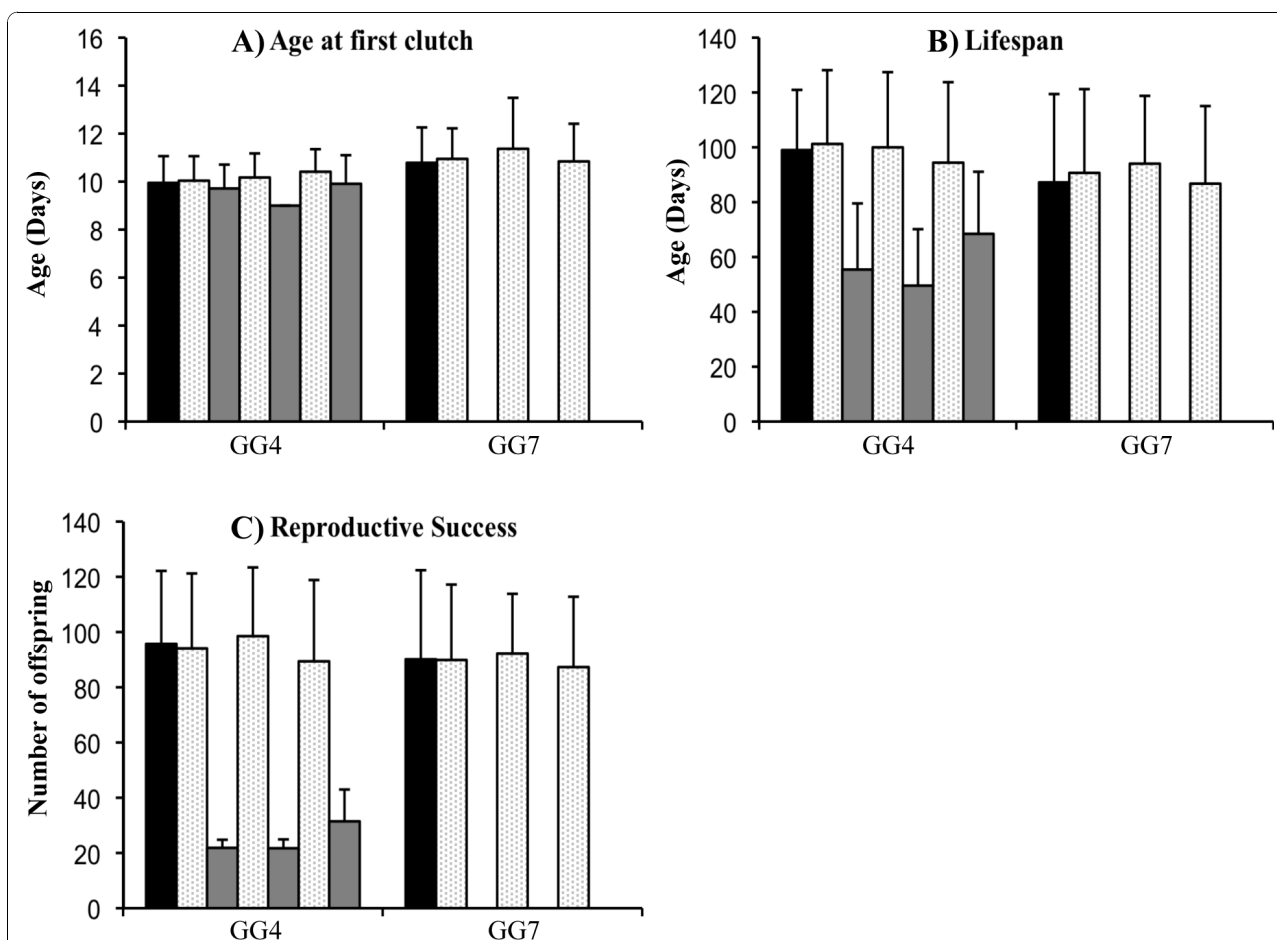 A) Age at first clutch
Age (Days)
16
14
12
10
8
6
4
2
0
GG4 GG7
B) Lifespan
Age (Days)
140
120
100
80
60
40
20
0
GG4 GG7
C) Reproductive Success
Number of offspring
140
120
100
80
60
40
20
0
GG4 GG7